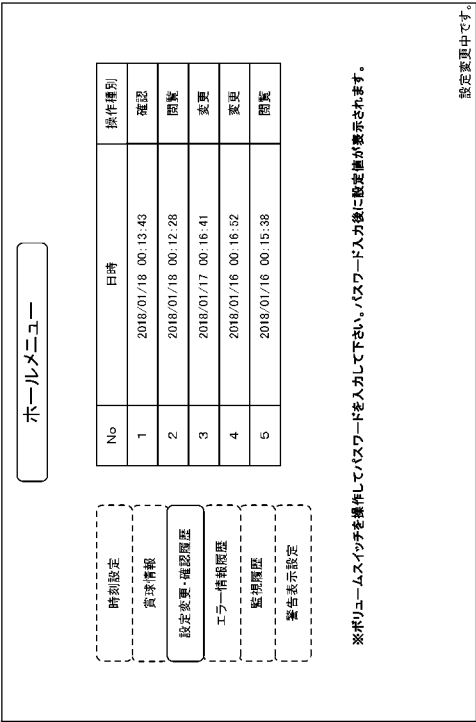 ホールメニュー
時刻設定
賞球情報
設定変更・確認履歴
エラー情報履歴
監視履歴
警告表示設定
No 日時 操作種別
1 2018/01/18 00:13:43 確認
2 2018/01/18 00:12:28 閲覧
3 2018/01/17 00:16:41 変更
4 2018/01/16 00:16:52 変更
5 2018/01/16 00:15:38 閲覧
※ボリュームスイッチを操作してパスワードを入力して下さい。パスワード入力後に設定値が表示されます。
設定変更中です。